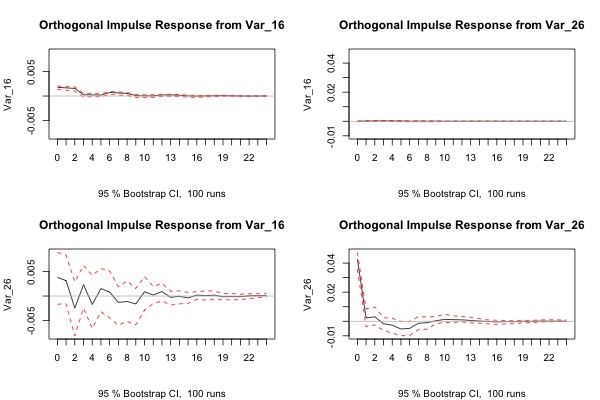 Orthogonal Impulse Response from Var_16
Var_16
0.005
-0.005
0 2 4 6 8 10 13 16 19 22
95 % Bootstrap CI, 100 runs
Orthogonal Impulse Response from Var_26
Var_16
0.04
0.02
-0.01
0 2 4 6 8 10 13 16 19 22
95 % Bootstrap CI, 100 runs
Orthogonal Impulse Response from Var_16
Var_26
0.005
-0.005
0 2 4 6 8 10 13 16 19 22
95 % Bootstrap CI, 100 runs
Orthogonal Impulse Response from Var_26
Var_26
0.04
0.02
-0.01
0 2 4 6 8 10 13 16 19 22
95 % Bootstrap CI, 100 runs